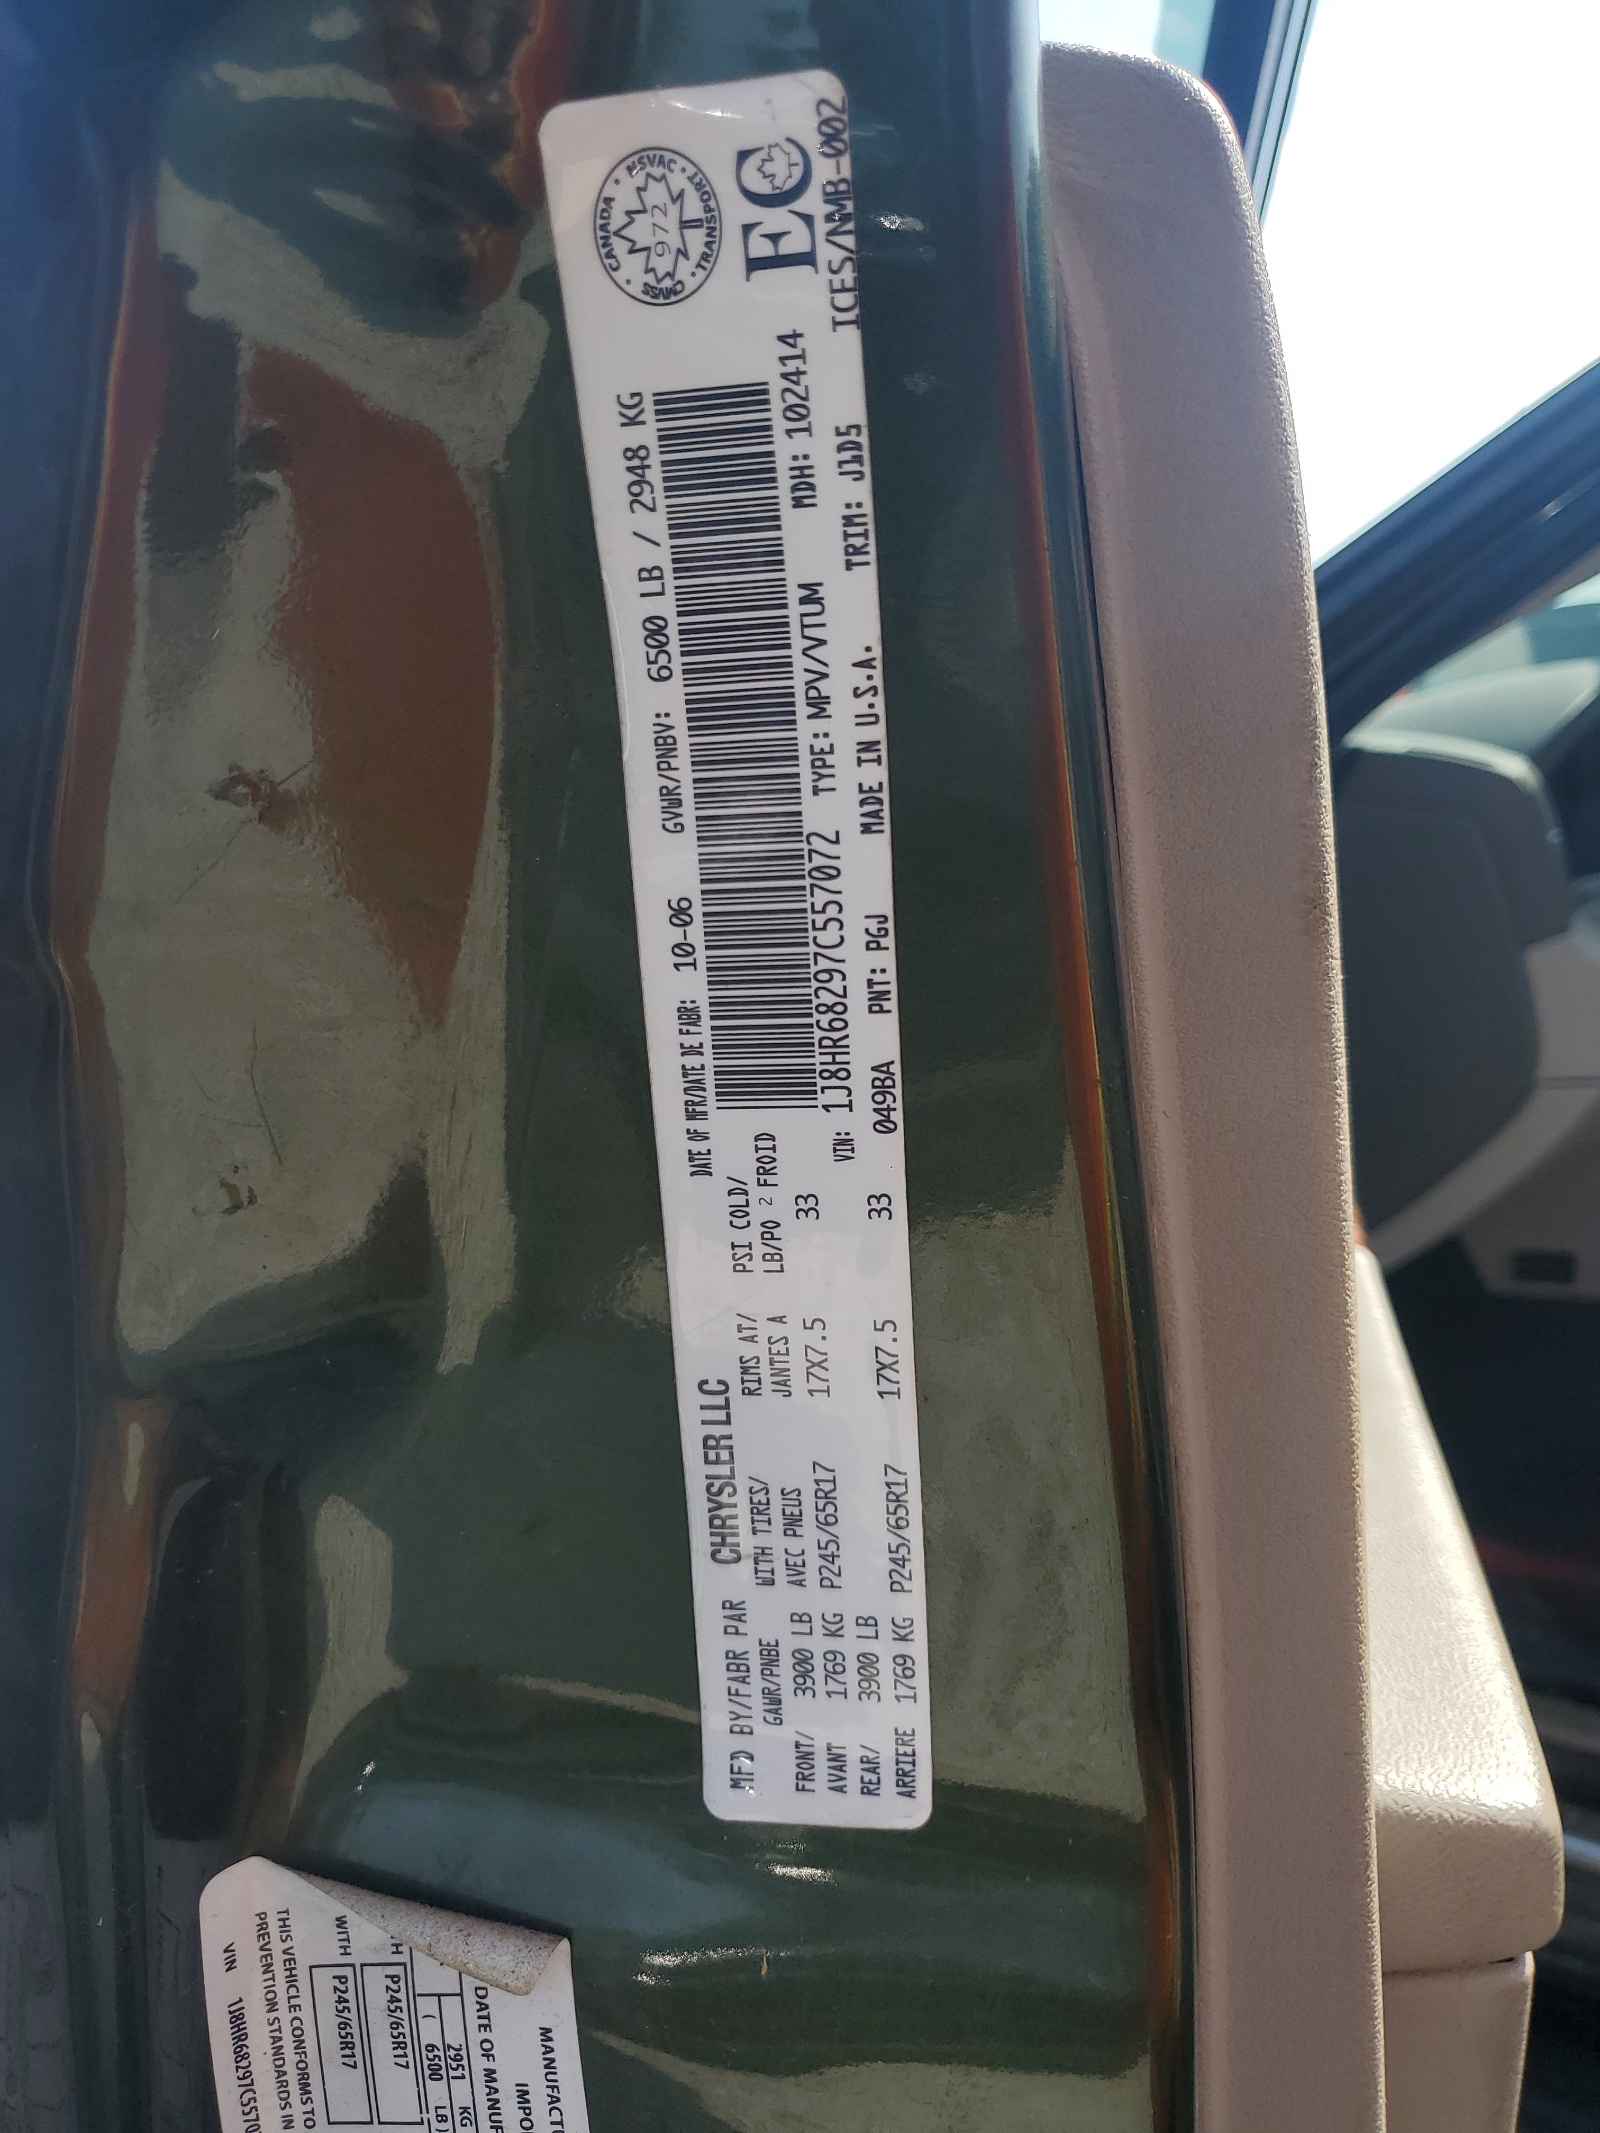 MFD BY/FABR PAR CHRYSLER LLC
DATE OF MFR/DATE DE FABR: 10-06 GVWR/PNBV: 6500 LB / 2948 KG
GAWR/PNBE WITH TIRES/ RIMS AT/ PSI COLD/
AVEC PNEUS JANTES A LB/PO 2 FROID
FRONT/ 3900 LB
AVANT 1769 KG P245/65R17 17X7.5 33
REAR/ 3900 LB
ARRIERE 1769 KG P245/65R17 17X7.5 33
VIN: 1J8HR68297C557072 TYPE: MPV/VTUM MDH: 102414
049BA PNT: PGJ MADE IN U.S.A. TRIM: J1D5
CANADA · NSVAC · TRANSPORT · CMVSS ·
972
EC
ICES/NMB-002
MANUFACT
IMPO
DATE OF MANUF
2951 KG
( 6500 LB )
H P245/65R17
WITH P245/65R17
THIS VEHICLE CONFORMS TO
PREVENTION STANDARDS IN
VIN 1J8HR68297C5570